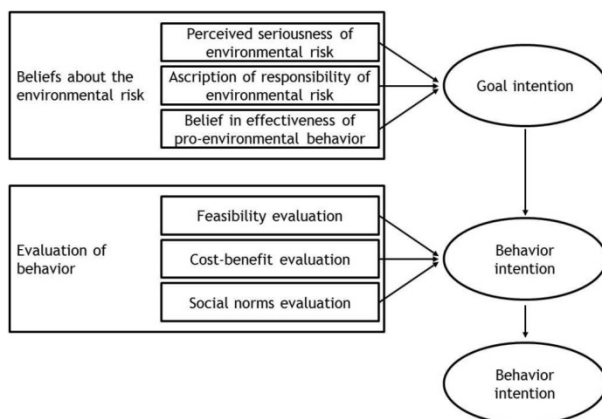 Beliefs about the
environmental risk
Perceived seriousness of
environmental risk
Ascription of responsibility of
environmental risk
Belief in effectiveness of
pro-environmental behavior
Goal intention
Evaluation of
behavior
Feasibility evaluation
Cost-benefit evaluation
Social norms evaluation
Behavior
intention
Behavior
intention